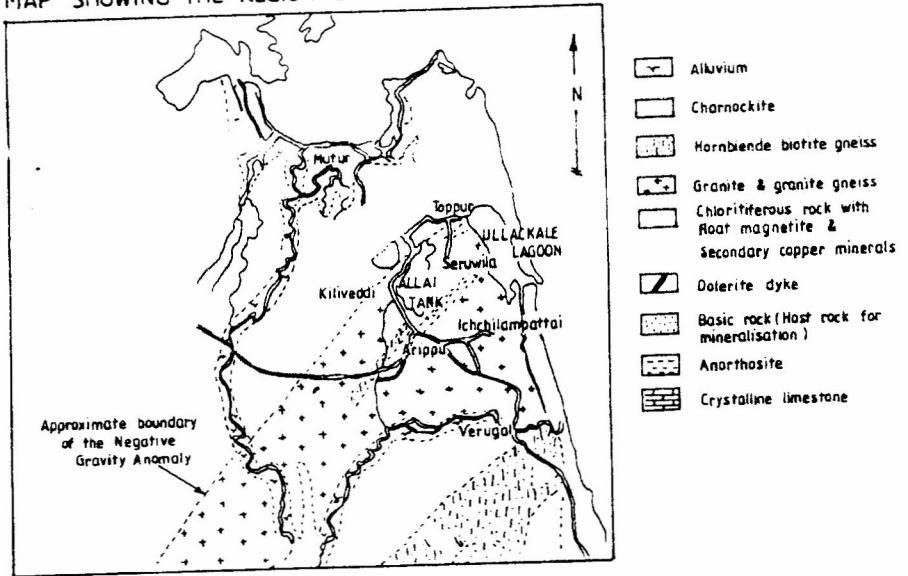 MAP SHOWING THE
N
Mutur
Toppur
ULLACKALE
LAGOON
Seruwila
Kiliveddi
ALLAI
TANK
Ichchilampattai
Arippu
Verugal
Approximate boundary
of the Negative
Gravity Anomaly
Alluvium
Charnockite
Hornblende biotite gneiss
Granite & granite gneiss
Chloritiferous rock with
float magnetite &
Secondary copper minerals
Dolerite dyke
Basic rock (Host rock for
mineralisation)
Anorthosite
Crystalline limestone